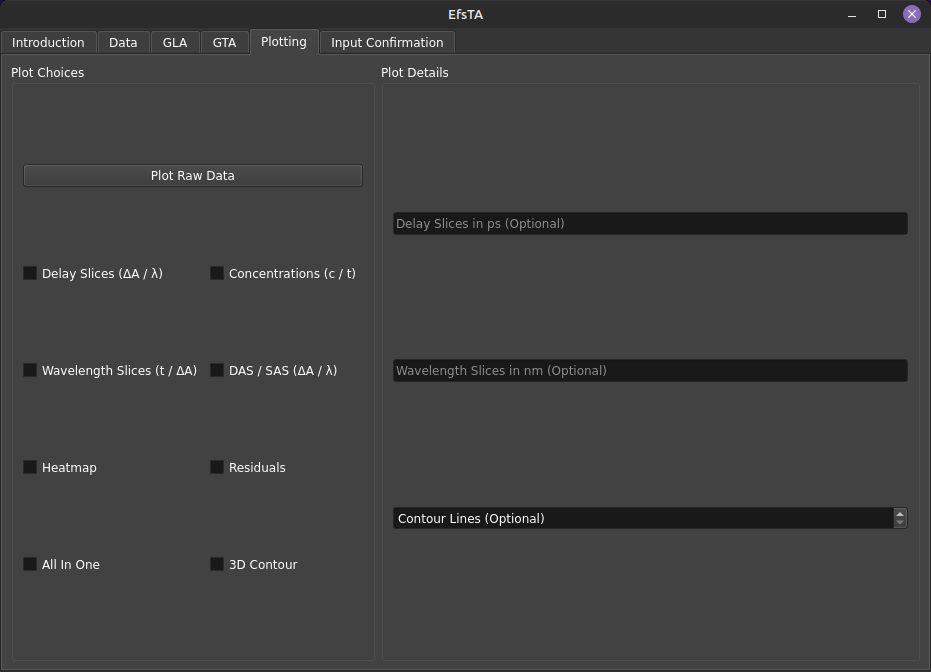 EfsTA
Introduction Data GLA GTA Plotting Input Confirmation
Plot Choices
Plot Raw Data
Delay Slices (ΔA / λ) Concentrations (c / t)
Wavelength Slices (t / ΔA) DAS / SAS (ΔA / λ)
Heatmap Residuals
All In One 3D Contour
Plot Details
Delay Slices in ps (Optional)
Wavelength Slices in nm (Optional)
Contour Lines (Optional)